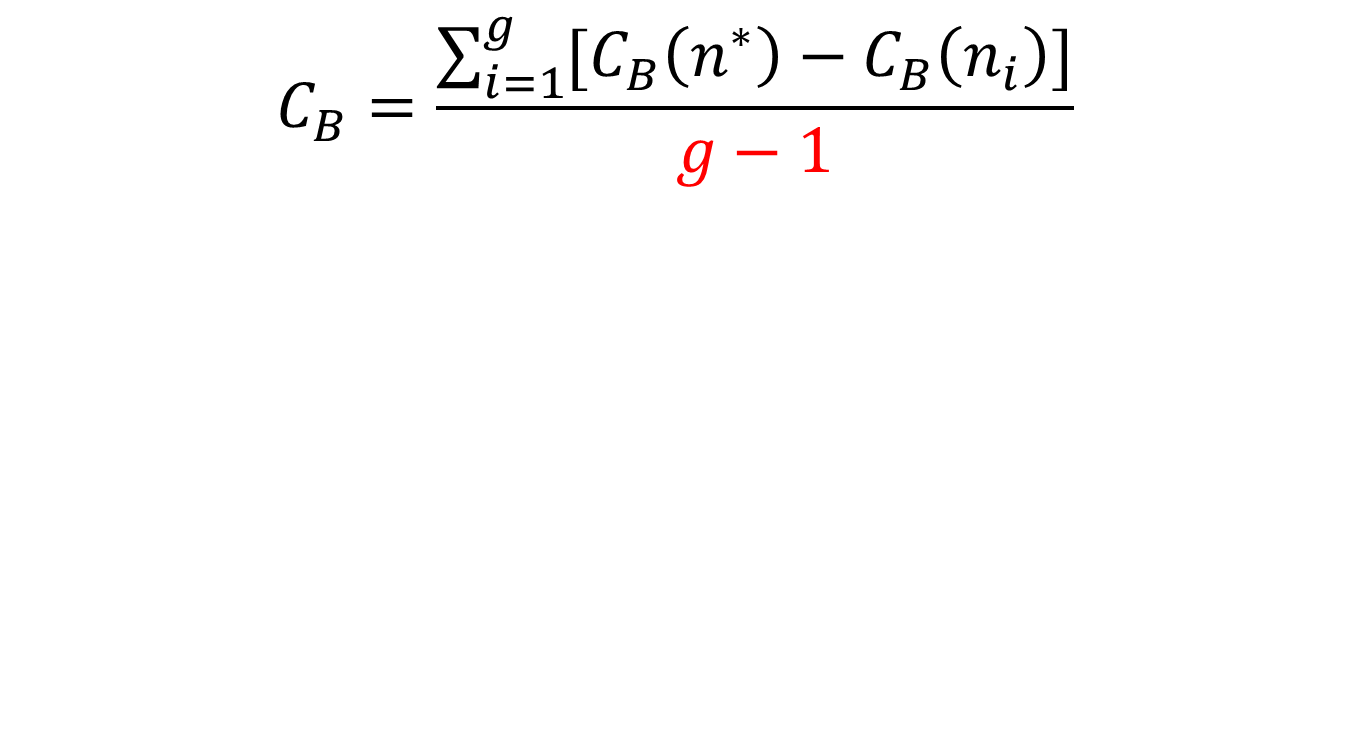 C_B = \frac{\sum_{i=1}^{g}[C_B(n^*) − C_B(n_i)]}{g − 1}